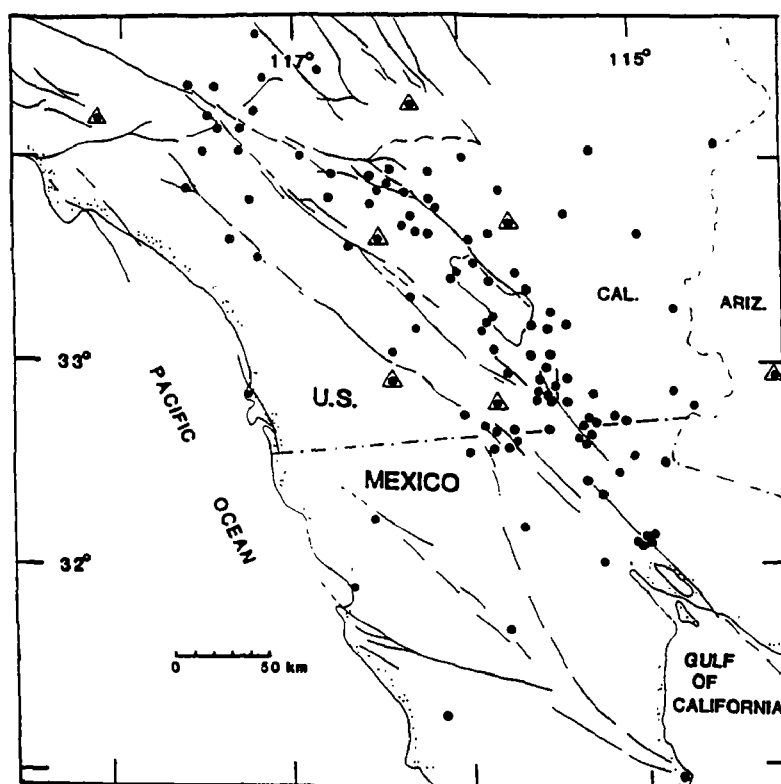 117°
115°
CAL.
ARIZ.
33°
PACIFIC
OCEAN
U.S.
MEXICO
32°
0 50 km
GULF
OF
CALIFORNIA